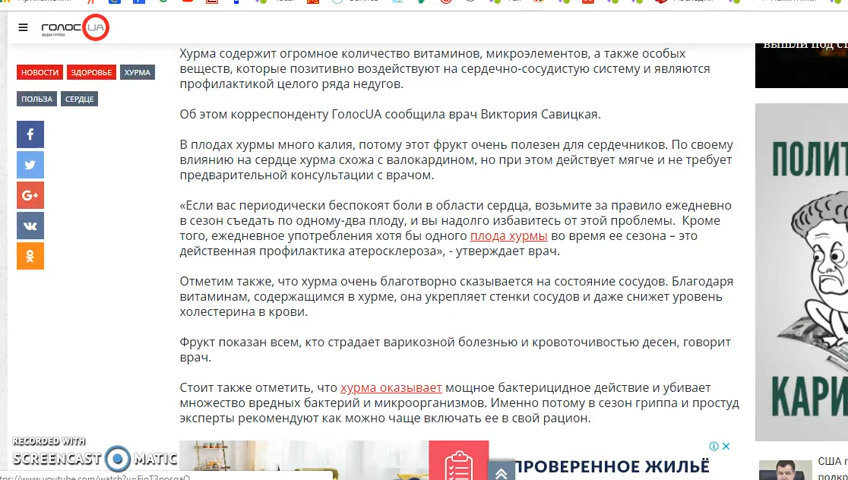 ГОЛОС UA
НОВОСТИ
ЗДОРОВЬЕ
ХУРМА
ПОЛЬЗА
СЕРДЦЕ
Хурма содержит огромное количество витаминов, микроэлементов, а также особых
веществ, которые позитивно воздействуют на сердечно-сосудистую систему и являются
профилактикой целого ряда недугов.
Об этом корреспонденту ГолосUA сообщила врач Виктория Савицкая.
В плодах хурмы много калия, потому этот фрукт очень полезен для сердечников. По своему
влиянию на сердце хурма схожа с валокардином, но при этом действует мягче и не требует
предварительной консультации с врачом.
«Если вас периодически беспокоят боли в области сердца, возьмите за правило ежедневно
в сезон съедать по одному-два плоду, и вы надолго избавитесь от этой проблемы. Кроме
того, ежедневное употребления хотя бы одного плода хурмы во время ее сезона – это
действенная профилактика атеросклероза», - утверждает врач.
Отметим также, что хурма очень благотворно сказывается на состояние сосудов. Благодаря
витаминам, содержащимся в хурме, она укрепляет стенки сосудов и даже снижет уровень
холестерина в крови.
Фрукт показан всем, кто страдает варикозной болезнью и кровоточивостью десен, говорит
врач.
Стоит также отметить, что хурма оказывает мощное бактерицидное действие и убивает
множество вредных бактерий и микроорганизмов. Именно потому в сезон гриппа и простуд
эксперты рекомендуют как можно чаще включать ее в свой рацион.
ПОЛИТ
КАРИ
США
RECORDED WITH
SCREENCAST MATIC
ПРОВЕРЕННОЕ ЖИЛЬЁ